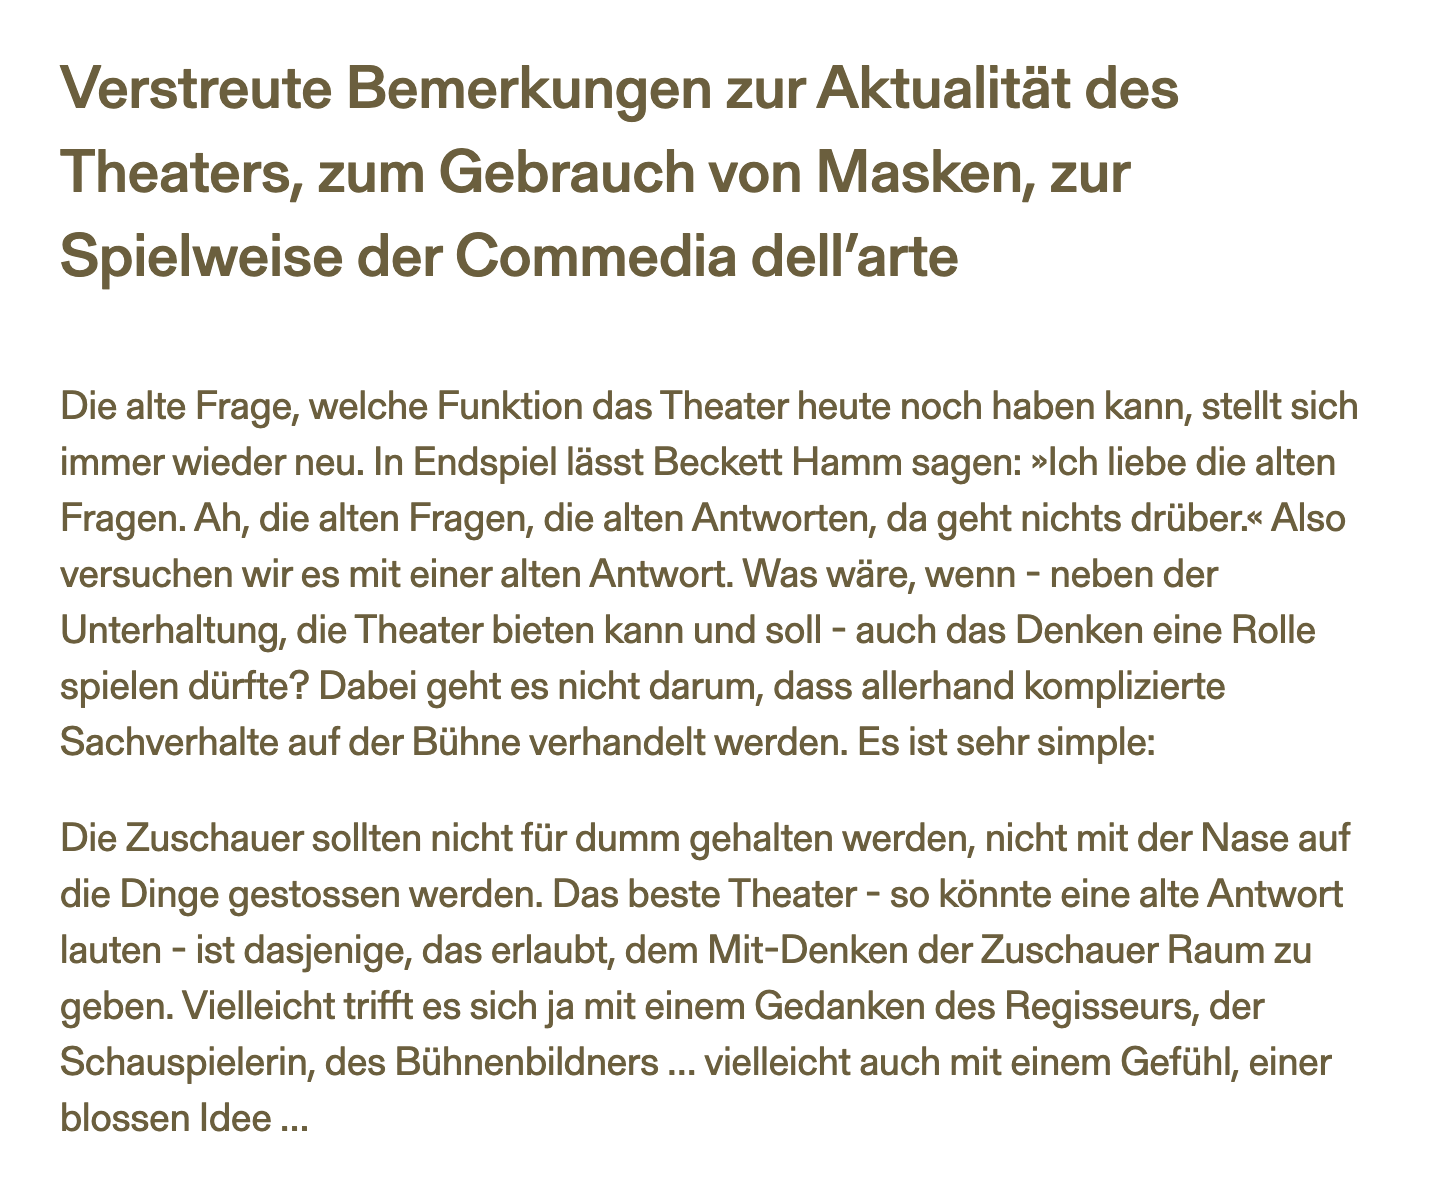 Verstreute Bemerkungen zur Aktualität des
Theaters, zum Gebrauch von Masken, zur
Spielweise der Commedia dell’arte
Die alte Frage, welche Funktion das Theater heute noch haben kann, stellt sich
immer wieder neu. In Endspiel lässt Beckett Hamm sagen: »Ich liebe die alten
Fragen. Ah, die alten Fragen, die alten Antworten, da geht nichts drüber.« Also
versuchen wir es mit einer alten Antwort. Was wäre, wenn - neben der
Unterhaltung, die Theater bieten kann und soll - auch das Denken eine Rolle
spielen dürfte? Dabei geht es nicht darum, dass allerhand komplizierte
Sachverhalte auf der Bühne verhandelt werden. Es ist sehr simple:
Die Zuschauer sollten nicht für dumm gehalten werden, nicht mit der Nase auf
die Dinge gestossen werden. Das beste Theater - so könnte eine alte Antwort
lauten - ist dasjenige, das erlaubt, dem Mit-Denken der Zuschauer Raum zu
geben. Vielleicht trifft es sich ja mit einem Gedanken des Regisseurs, der
Schauspielerin, des Bühnenbildners ... vielleicht auch mit einem Gefühl, einer
blossen Idee ...